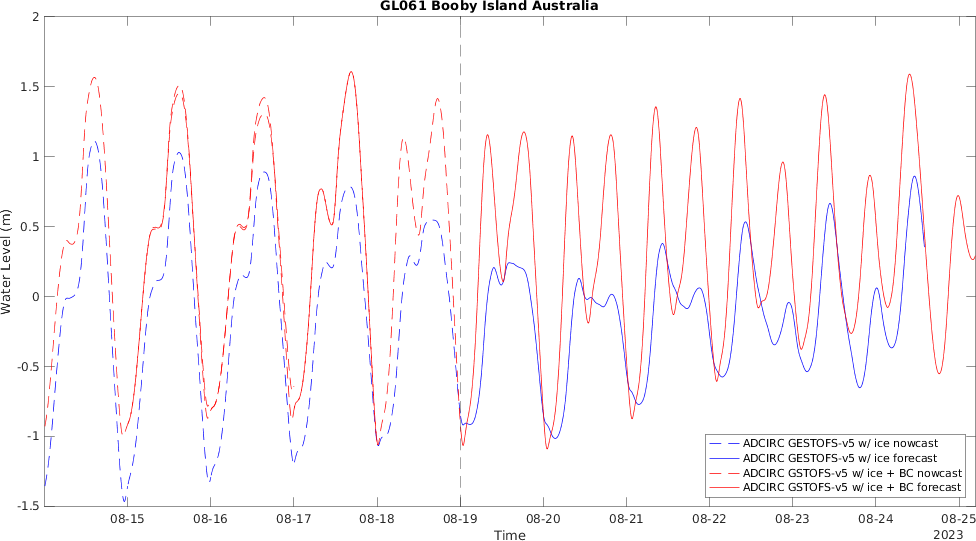 GL061 Booby Island Australia
2
1.5
1
0.5
0
-0.5
-1
-1.5
Water Level (m)
ADCIRC GESTOFS-v5 w/ ice nowcast
ADCIRC GESTOFS-v5 w/ ice forecast
ADCIRC GSTOFS-v5 w/ ice + BC nowcast
ADCIRC GSTOFS-v5 w/ ice + BC forecast
08-15 08-16 08-17 08-18 08-19 08-20 08-21 08-22 08-23 08-24 08-25
Time 2023